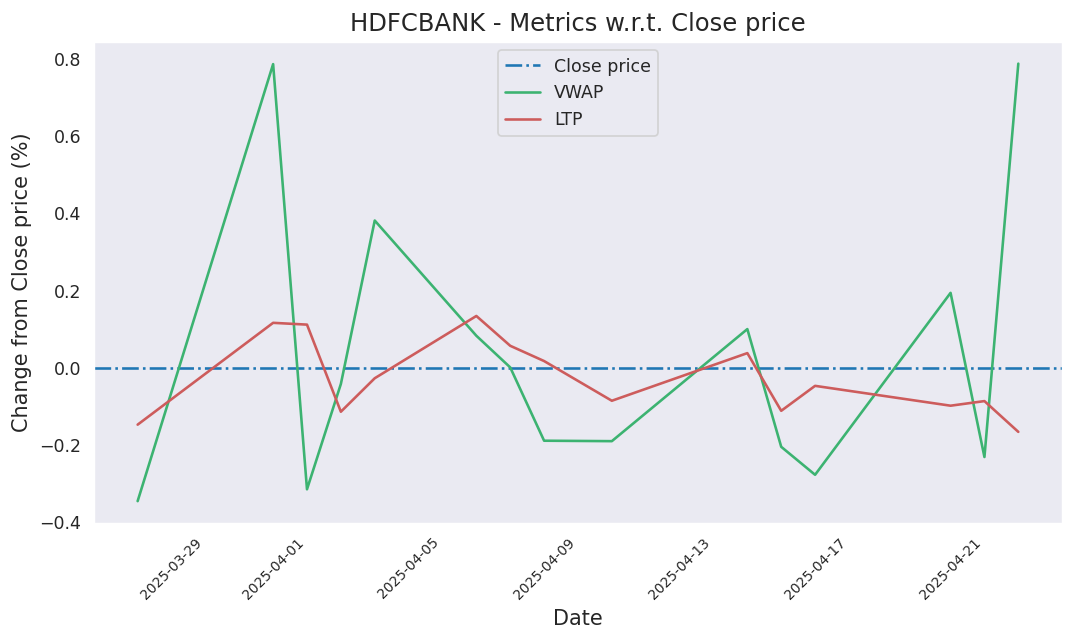 HDFCBANK - Metrics w.r.t. Close price
Close price
VWAP
LTP
Change from Close price (%)
0.8
0.6
0.4
0.2
0.0
−0.2
−0.4
2025-03-29
2025-04-01
2025-04-05
2025-04-09
2025-04-13
2025-04-17
2025-04-21
Date